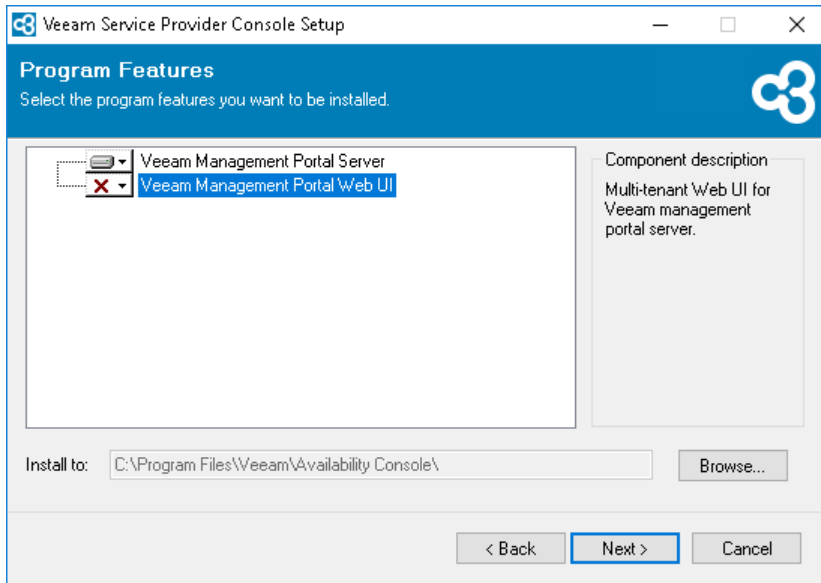 Veeam Service Provider Console Setup
Program Features
Select the program features you want to be installed.
Veeam Management Portal Server
Veeam Management Portal Web UI
Component description
Multi-tenant Web UI for
Veeam management
portal server.
Install to: C:\Program Files\Veeam\Availability Console\ Browse...
< Back Next > Cancel